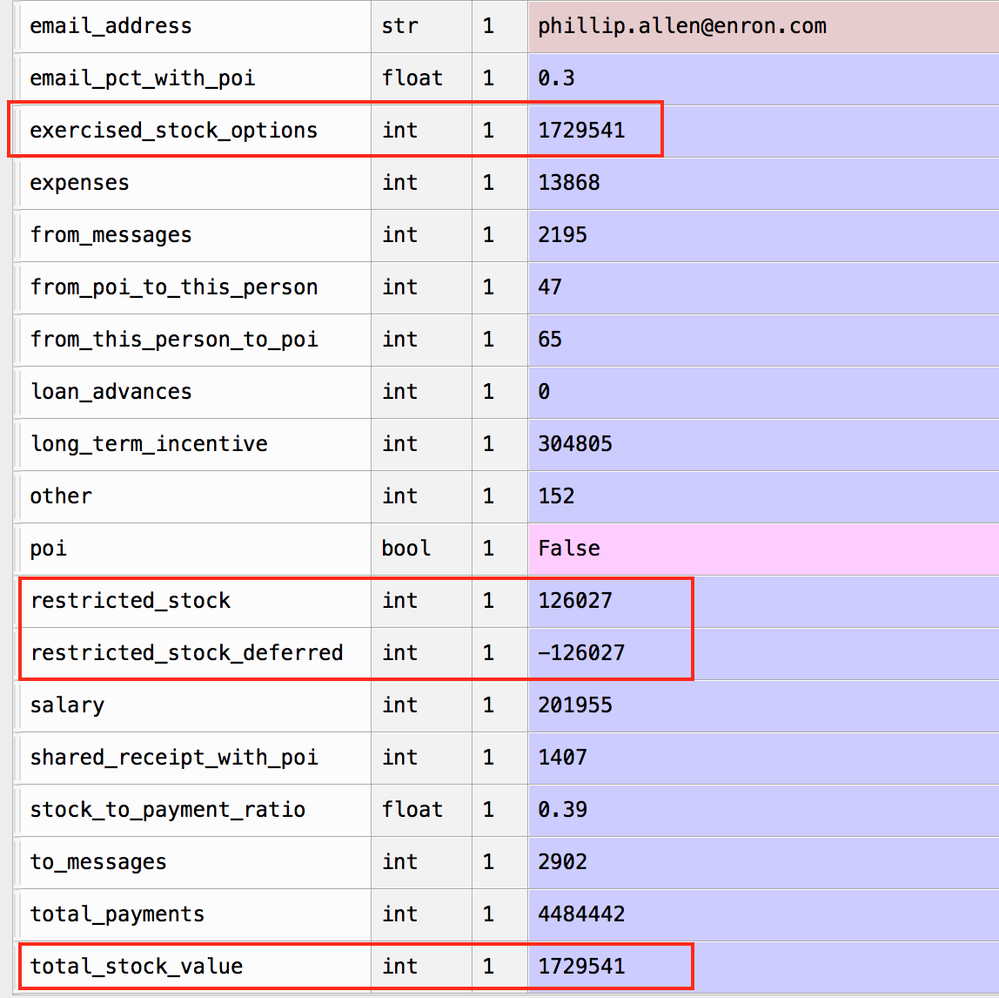 email_address str 1 phillip.allen@enron.com
email_pct_with_poi float 1 0.3
exercised_stock_options int 1 1729541
expenses int 1 13868
from_messages int 1 2195
from_poi_to_this_person int 1 47
from_this_person_to_poi int 1 65
loan_advances int 1 0
long_term_incentive int 1 304805
other int 1 152
poi bool 1 False
restricted_stock int 1 126027
restricted_stock_deferred int 1 -126027
salary int 1 201955
shared_receipt_with_poi int 1 1407
stock_to_payment_ratio float 1 0.39
to_messages int 1 2902
total_payments int 1 4484442
total_stock_value int 1 1729541